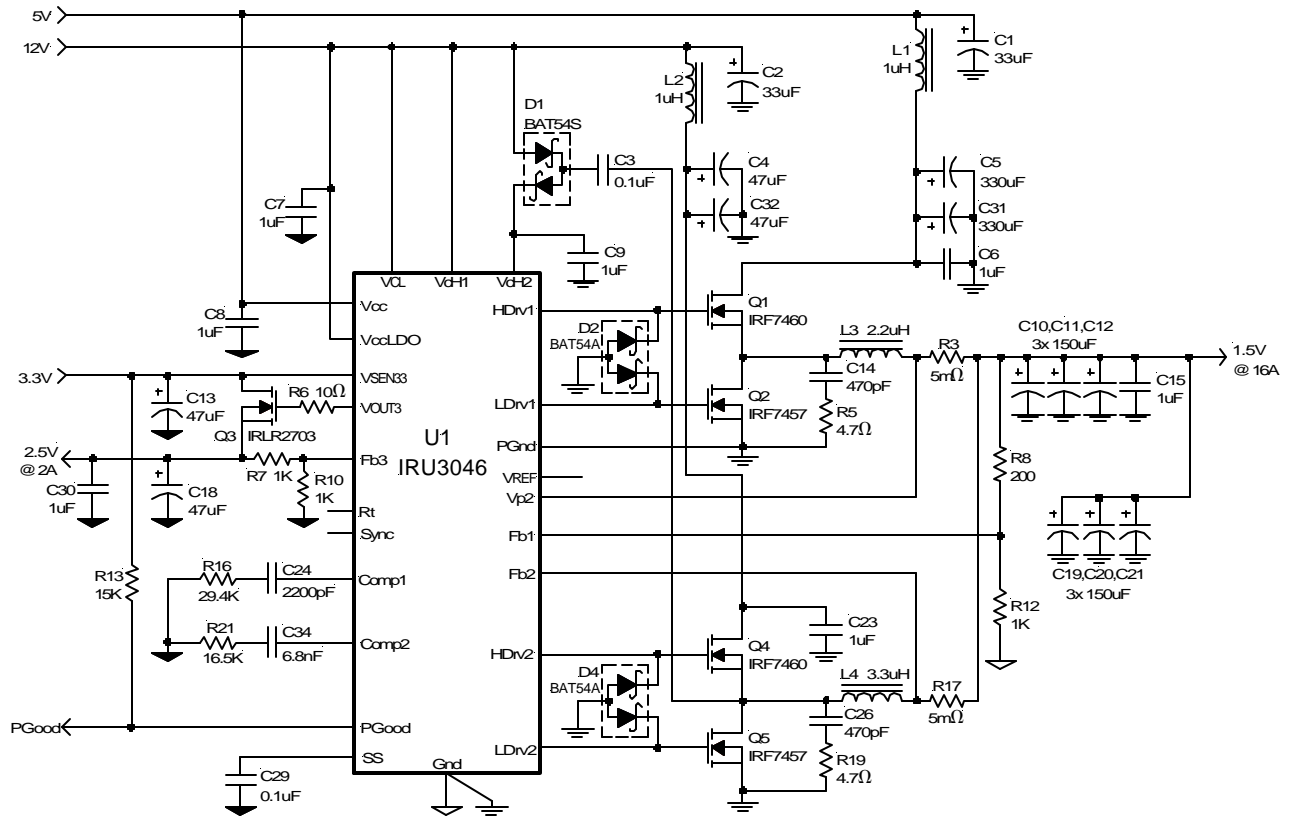 5V
12V
L1
1uH
C1
33uF
L2
1uH
C2
33uF
D1
BAT54S
C3
0.1uF
C4
47uF
C32
47uF
C5
330uF
C31
330uF
C6
1uF
C7
1uF
C9
1uF
C8
1uF
VCL
VcH1
VcH2
Vcc
VccLDO
VSEN33
VOUT3
Fb3
Rt
Sync
Comp1
Comp2
PGood
SS
Gnd
U1
IRU3046
HDrv1
LDrv1
PGnd
VREF
Vp2
Fb1
Fb2
HDrv2
LDrv2
3.3V
C13
47uF
R6 10Ω
Q3
IRLR2703
2.5V
@ 2A
R7 1K
R10
1K
C30
1uF
C18
47uF
R13
15K
R16
29.4K
C24
2200pF
R21
16.5K
C34
6.8nF
PGood
C29
0.1uF
D2
BAT54A
Q1
IRF7460
Q2
IRF7457
L3 2.2uH
R3
5mΩ
C14
470pF
R5
4.7Ω
C10,C11,C12
3x 150uF
C15
1uF
1.5V
@ 16A
R8
200
C19,C20,C21
3x 150uF
R12
1K
C23
1uF
Q4
IRF7460
D4
BAT54A
L4 3.3uH
R17
5mΩ
C26
470pF
Q5
IRF7457
R19
4.7Ω